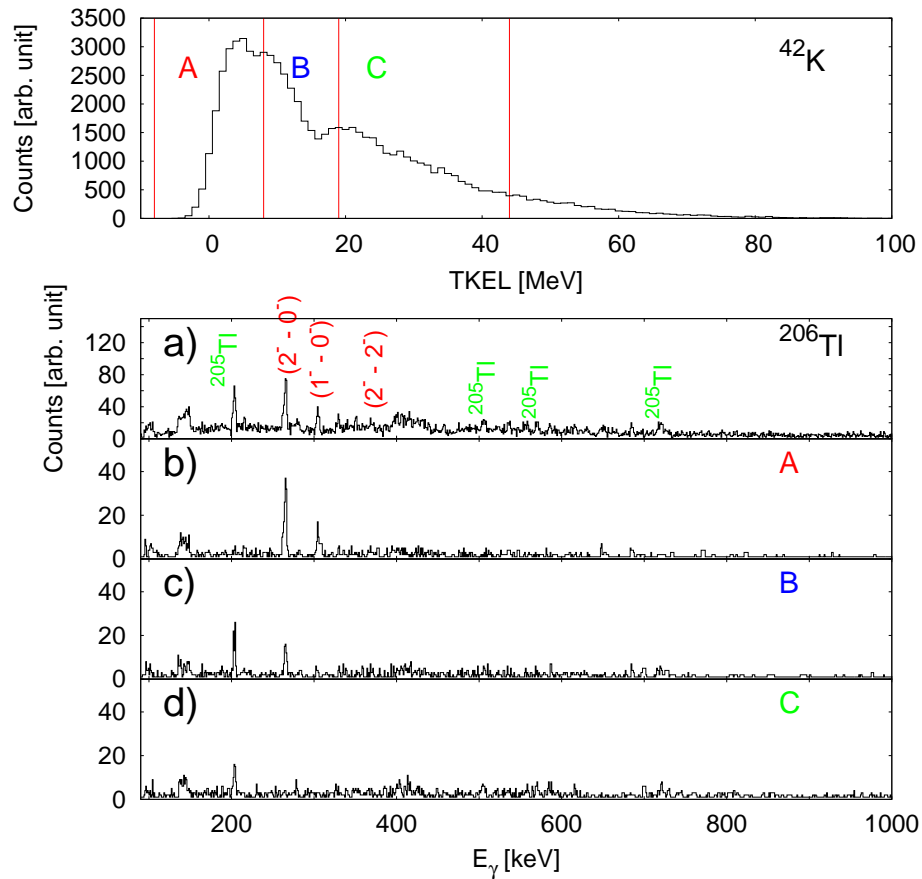 3500
3000
2500
2000
1500
1000
500
0
Counts [arb. unit]
A
B
C
⁴²K
0 20 40 60 80 100
TKEL [MeV]
120
80
40
0
Counts [arb. unit]
a)
²⁰⁵Tl
(2⁻ - 0⁻)
(1⁻ - 0⁻)
(2⁻ - 2⁻)
²⁰⁵Tl
²⁰⁵Tl
²⁰⁵Tl
²⁰⁶Tl
40
20
0
b)
A
40
20
0
c)
B
40
20
0
d)
C
200 400 600 800 1000
E_γ [keV]